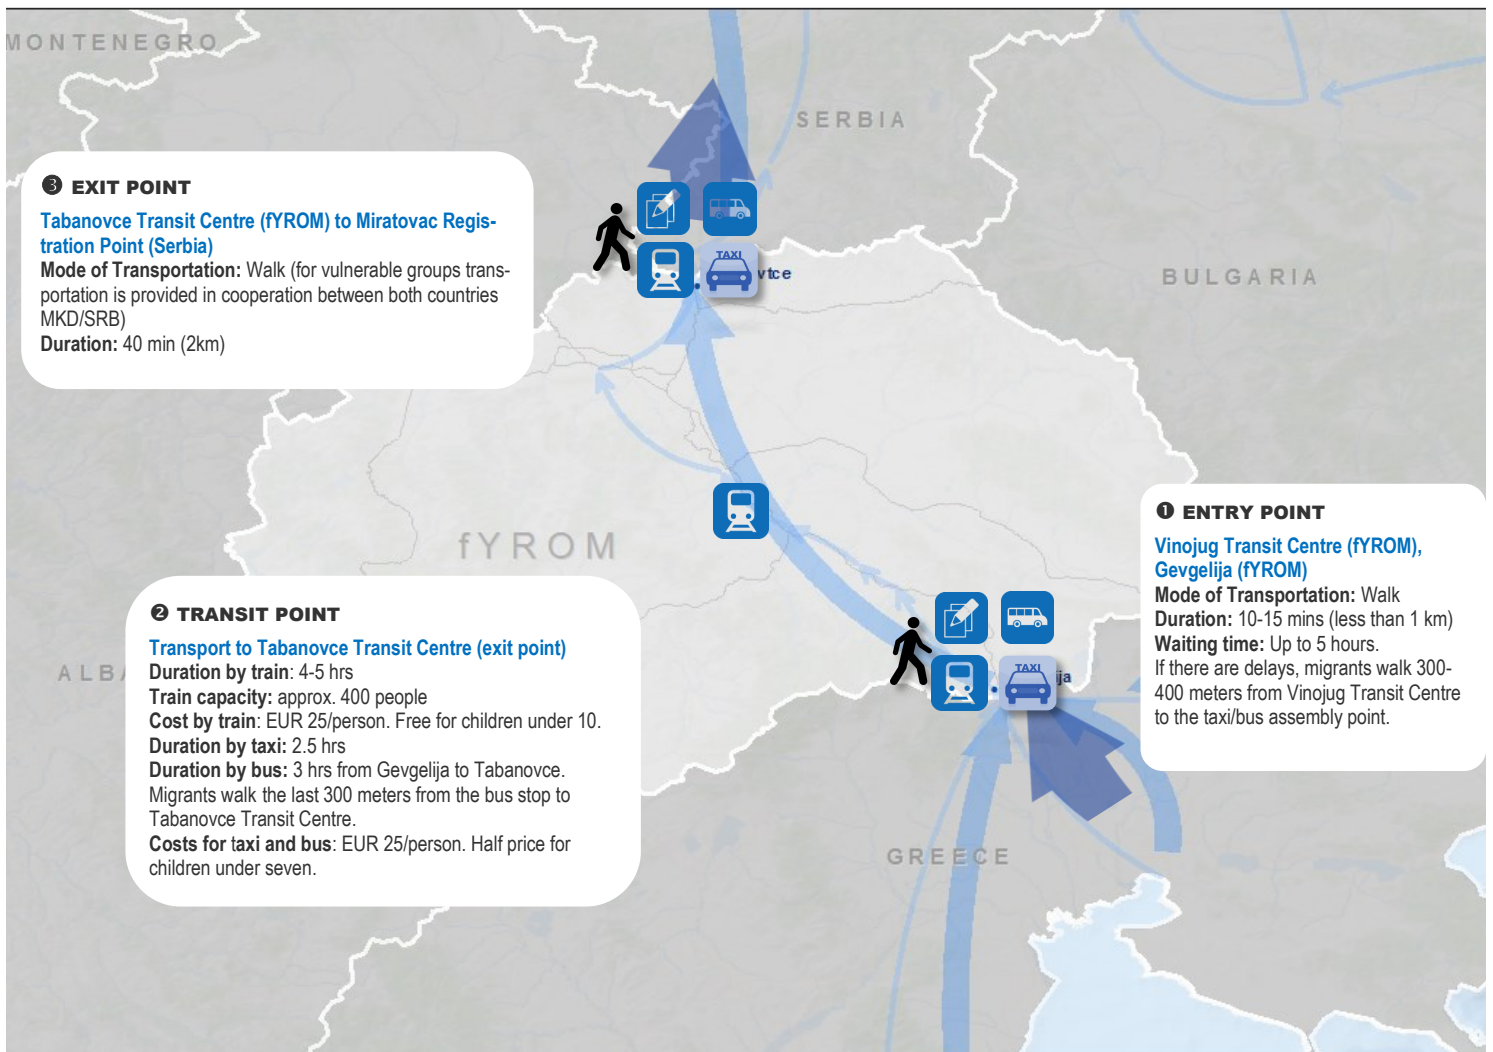 MONTENEGRO
SERBIA
BULGARIA
❸ EXIT POINT
Tabanovce Transit Centre (fYROM) to Miratovac Regis-
tration Point (Serbia)
Mode of Transportation: Walk (for vulnerable groups trans-
portation is provided in cooperation between both countries
MKD/SRB)
Duration: 40 min (2km)
TAXI
vtce
fYROM
❶ ENTRY POINT
Vinojug Transit Centre (fYROM),
Gevgelija (fYROM)
Mode of Transportation: Walk
Duration: 10-15 mins (less than 1 km)
Waiting time: Up to 5 hours.
If there are delays, migrants walk 300-
400 meters from Vinojug Transit Centre
to the taxi/bus assembly point.
❷ TRANSIT POINT
Transport to Tabanovce Transit Centre (exit point)
Duration by train: 4-5 hrs
Train capacity: approx. 400 people
Cost by train: EUR 25/person. Free for children under 10.
Duration by taxi: 2.5 hrs
Duration by bus: 3 hrs from Gevgelija to Tabanovce.
Migrants walk the last 300 meters from the bus stop to
Tabanovce Transit Centre.
Costs for taxi and bus: EUR 25/person. Half price for
children under seven.
ALBA
TAXI
ija
GREECE